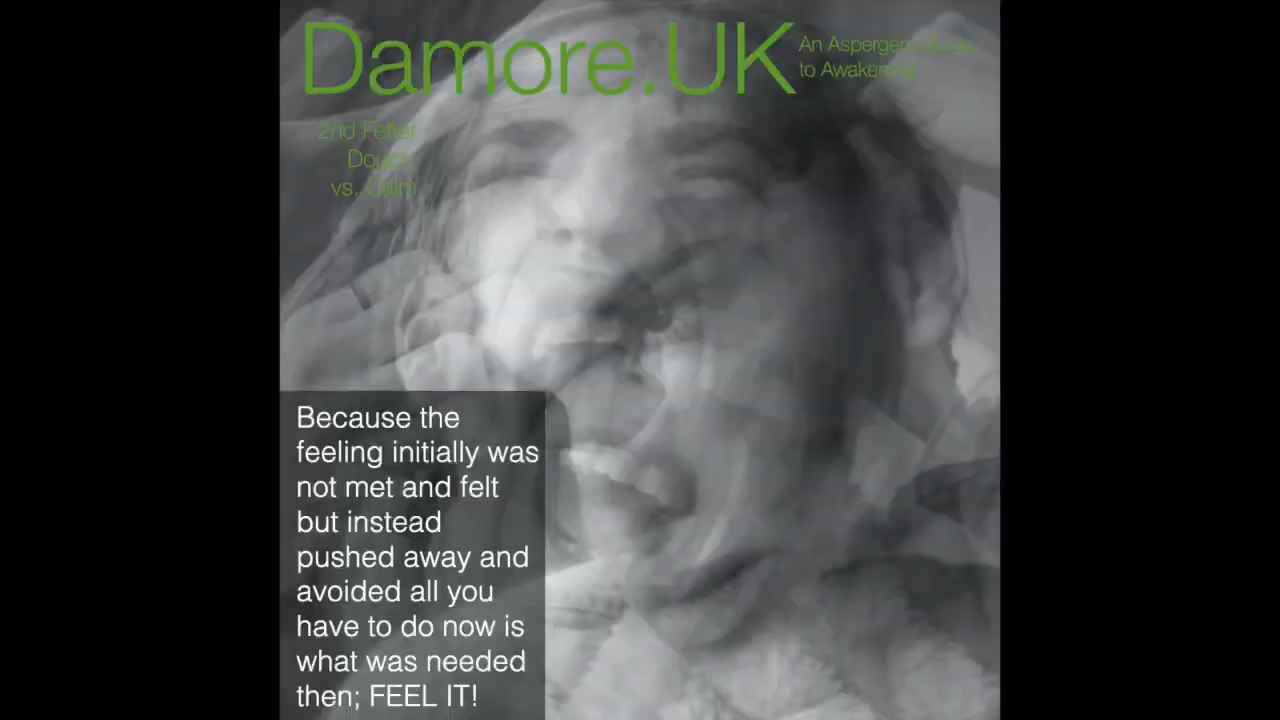 Damore.UK
An Aspergers Guide
to Awakening
2nd Fetter
Doubt
vs. Calm
Because the
feeling initially was
not met and felt
but instead
pushed away and
avoided all you
have to do now is
what was needed
then; FEEL IT!